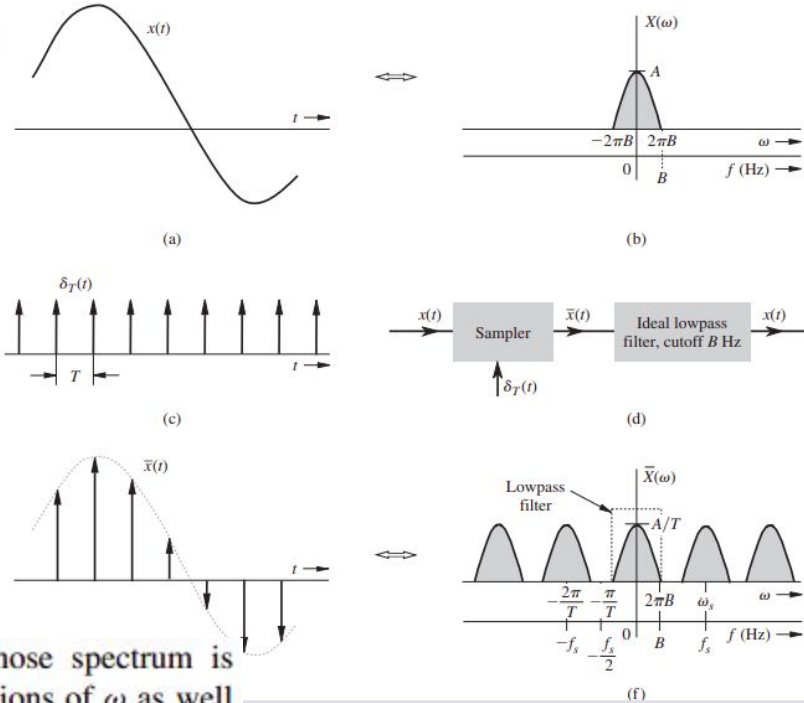 x(t)
t
X(ω)
A
−2πB 2πB ω
0 B f (Hz)
(a)
(b)
δ_T(t)
T
t
(c)
x(t) Sampler x̅(t) Ideal lowpass filter, cutoff B Hz x(t)
δ_T(t)
(d)
x̅(t)
t
X̅(ω)
Lowpass
filter
A/T
−2π/T −π/T 2πB ω_s ω
−f_s −f_s/2 0 B f_s f (Hz)
(f)
nose spectrum is
ions of ω as well